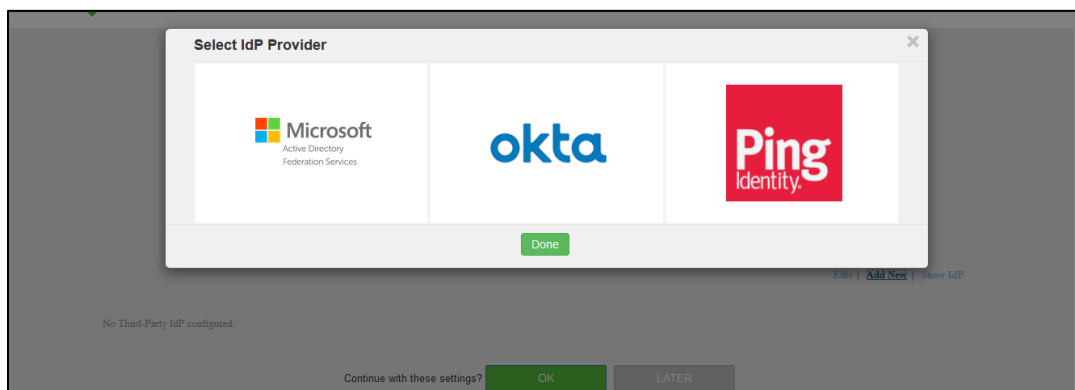 Select IdP Provider
×
Microsoft
Active Directory
Federation Services
okta
Ping
Identity.
Done
Edit | Add New | Show IdP
No Third-Party IdP configured.
Continue with these settings? OK LATER